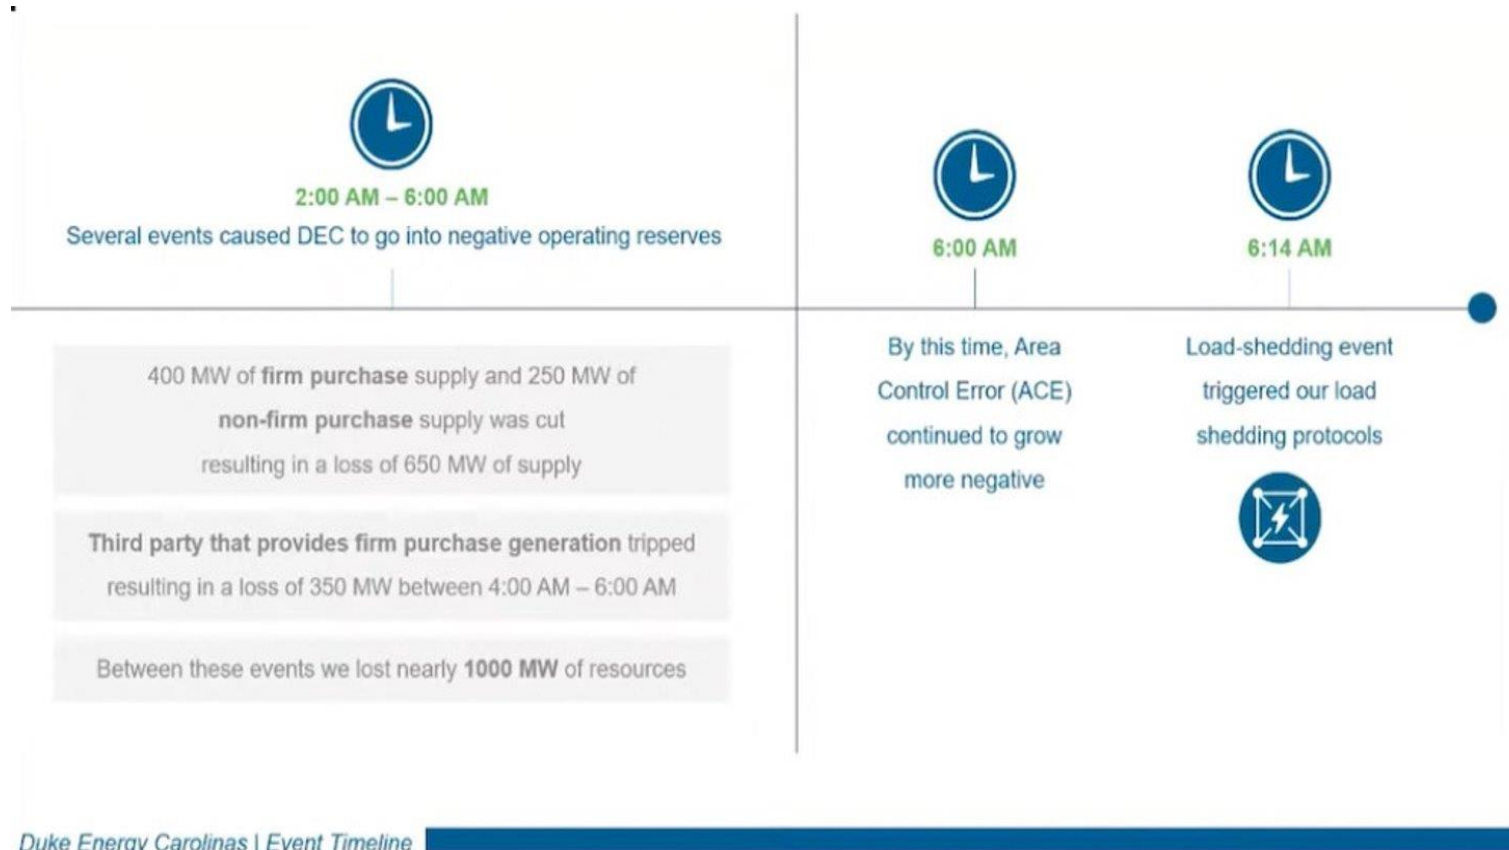 2:00 AM – 6:00 AM
Several events caused DEC to go into negative operating reserves
400 MW of firm purchase supply and 250 MW of
non-firm purchase supply was cut
resulting in a loss of 650 MW of supply
Third party that provides firm purchase generation tripped
resulting in a loss of 350 MW between 4:00 AM – 6:00 AM
Between these events we lost nearly 1000 MW of resources
6:00 AM
By this time, Area
Control Error (ACE)
continued to grow
more negative
6:14 AM
Load-shedding event
triggered our load
shedding protocols
Duke Energy Carolinas | Event Timeline